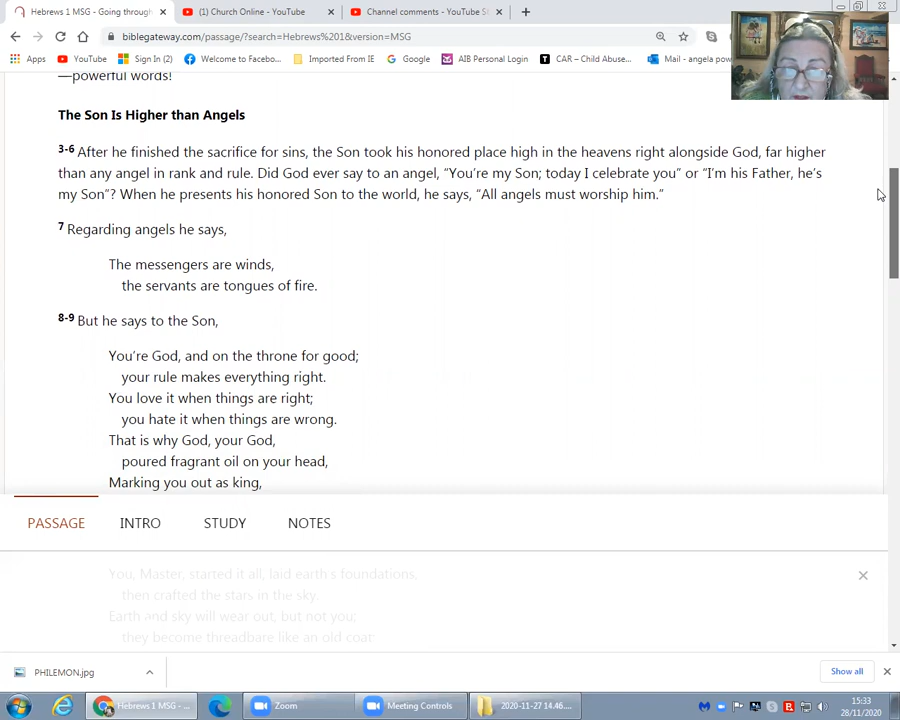 Hebrews 1 MSG - Going through
(1) Church Online - YouTube
Channel comments - YouTube S
biblegateway.com/passage/?search=Hebrews%201&version=MSG
Apps YouTube Sign In (2) Welcome to Facebo... Imported From IE Google AIB Personal Login CAR – Child Abuse... Mail - angela pow
—powerful words!
The Son Is Higher than Angels
3-6 After he finished the sacrifice for sins, the Son took his honored place high in the heavens right alongside God, far higher
than any angel in rank and rule. Did God ever say to an angel, “You’re my Son; today I celebrate you” or “I’m his Father, he’s
my Son”? When he presents his honored Son to the world, he says, “All angels must worship him.”
7 Regarding angels he says,
The messengers are winds,
the servants are tongues of fire.
8-9 But he says to the Son,
You’re God, and on the throne for good;
your rule makes everything right.
You love it when things are right;
you hate it when things are wrong.
That is why God, your God,
poured fragrant oil on your head,
Marking you out as king,
PASSAGE INTRO STUDY NOTES
You, Master, started it all, laid earth’s foundations,
then crafted the stars in the sky.
Earth and sky will wear out, but not you;
they become threadbare like an old coat
PHILEMON.jpg
Show all
Hebrews 1 MSG - ...
Zoom
Meeting Controls
2020-11-27 14.46....
15:33
28/11/2020